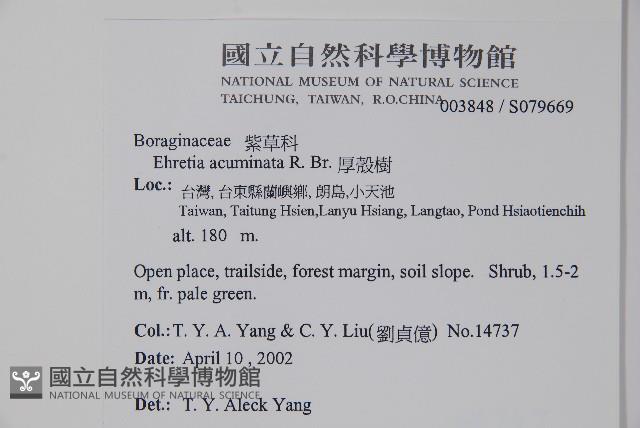 國立自然科學博物館
NATIONAL MUSEUM OF NATURAL SCIENCE
TAICHUNG, TAIWAN, R.O.CHINA 003848 / S079669
Boraginaceae 紫草科
Ehretia acuminata R. Br. 厚殼樹
Loc.: 台灣, 台東縣蘭嶼鄉, 朗島,小天池
Taiwan, Taitung Hsien,Lanyu Hsiang, Langtao, Pond Hsiaotienchih
alt. 180 m.
Open place, trailside, forest margin, soil slope. Shrub, 1.5-2
m, fr. pale green.
Col.: T. Y. A. Yang & C. Y. Liu(劉貞億) No.14737
Date: April 10 , 2002
國立自然科學博物館
NATIONAL MUSEUM OF NATURAL SCIENCE
Det.: T. Y. Aleck Yang